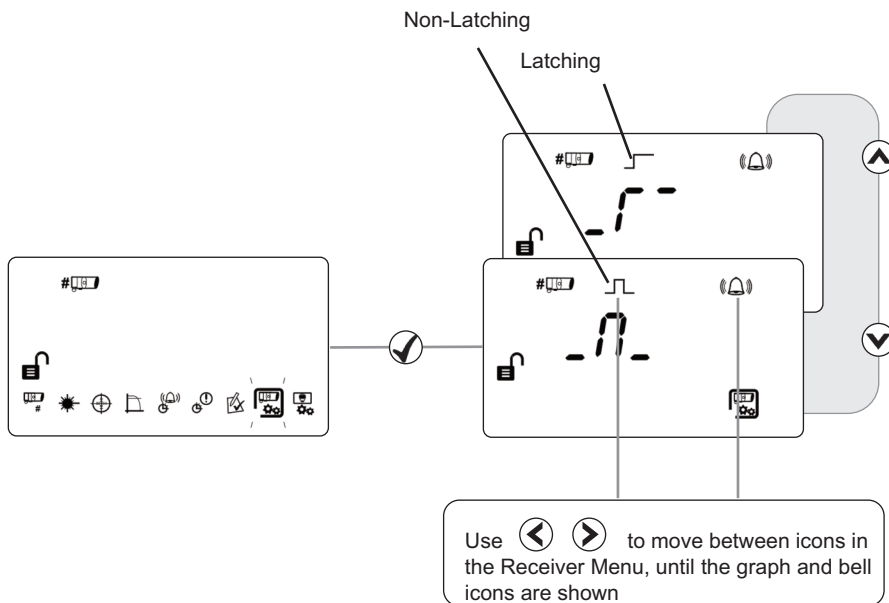 Non-Latching
Latching
#
#
#
#
Use to move between icons in
the Receiver Menu, until the graph and bell
icons are shown